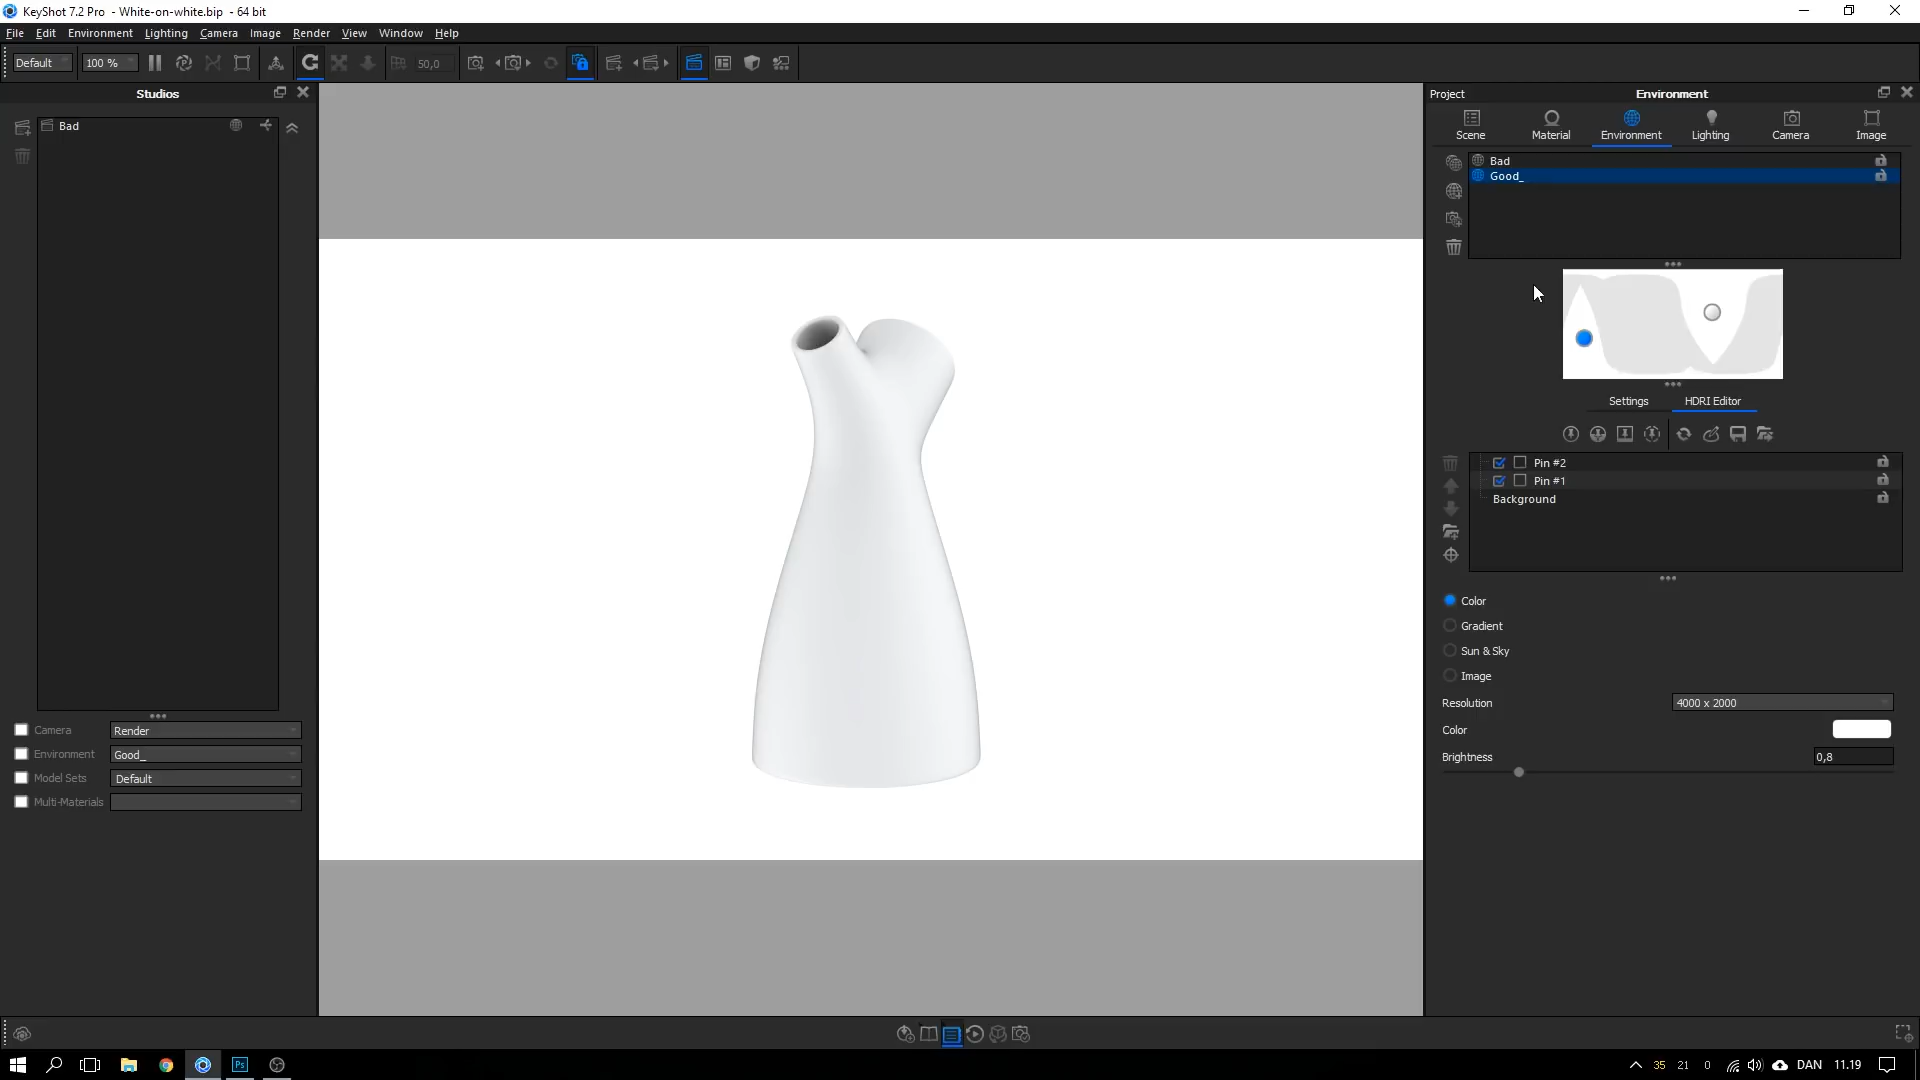 KeyShot 7.2 Pro - White-on-white.bip - 64 bit
File Edit Environment Lighting Camera Image Render View Window Help
Default 100 % 50,0
Studios
Bad
Camera Render
Environment Good_
Model Sets Default
Multi-Materials
Project Environment
Scene Material Environment Lighting Camera Image
Bad
Good_
Settings HDRI Editor
Pin #2
Pin #1
Background
Color
Gradient
Sun & Sky
Image
Resolution 4000 x 2000
Color
Brightness 0,8
Ps
35 21 0 DAN 11.19